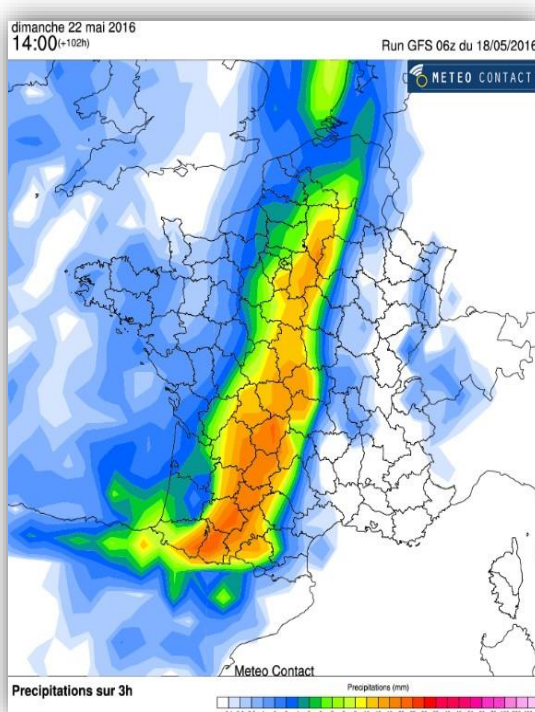 dimanche 22 mai 2016
14:00(+102h)
Run GFS 06z du 18/05/2016
METEO CONTACT
Meteo Contact
Precipitations sur 3h
Precipitations (mm)